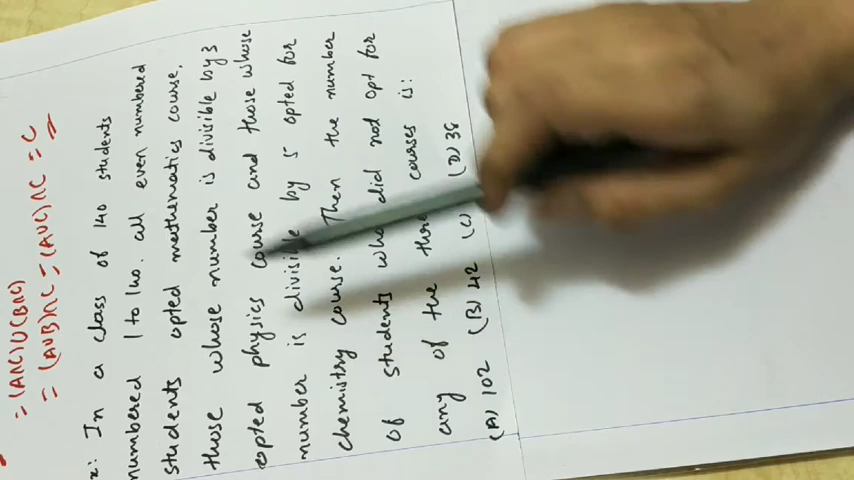 = (A∩C)∪(B∩C)
= (A∪B)∩C = (A∪C)∩C = C
x: In a class of 140 students
numbered 1 to 140. all even numbered
students opted mathematics course.
those whose number is divisible by 3
opted physics course and those whose
number is divisible by 5 opted for
chemistry course. Then the number
of students who did not opt for
any of the three courses is:
(A) 102 (B) 42 (C) (D) 38